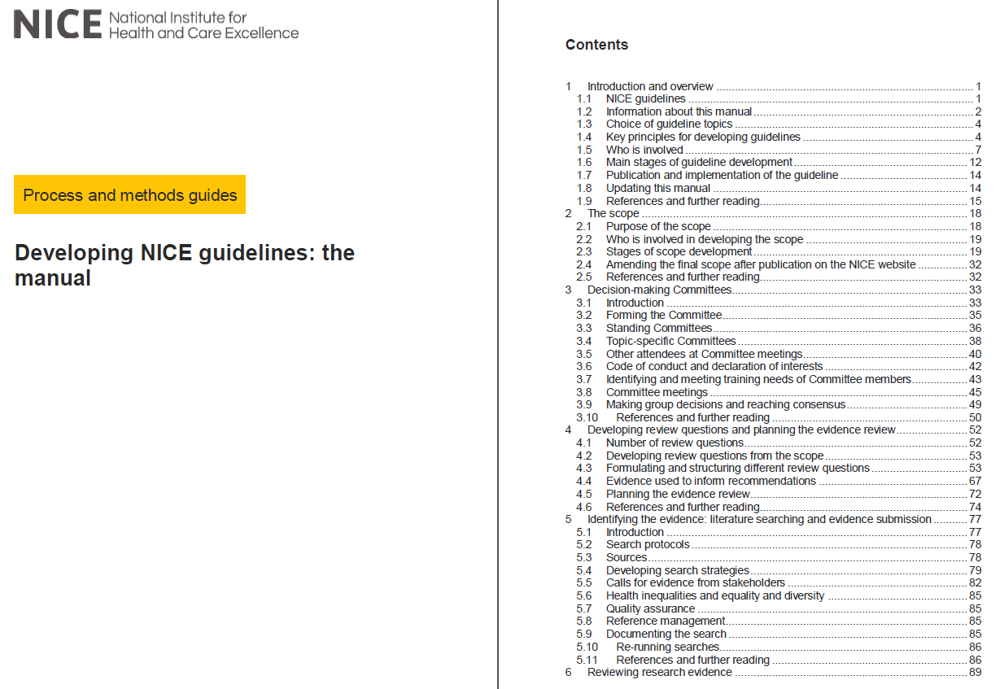 NICE National Institute for
Health and Care Excellence
Process and methods guides
Developing NICE guidelines: the
manual
Contents
1 Introduction and overview ........ 1
1.1 NICE guidelines ........ 1
1.2 Information about this manual ........ 2
1.3 Choice of guideline topics ........ 4
1.4 Key principles for developing guidelines ........ 4
1.5 Who is involved ........ 7
1.6 Main stages of guideline development ........ 12
1.7 Publication and implementation of the guideline ........ 14
1.8 Updating this manual ........ 14
1.9 References and further reading ........ 15
2 The scope ........ 18
2.1 Purpose of the scope ........ 18
2.2 Who is involved in developing the scope ........ 19
2.3 Stages of scope development ........ 19
2.4 Amending the final scope after publication on the NICE website ........ 32
2.5 References and further reading ........ 32
3 Decision-making Committees ........ 33
3.1 Introduction ........ 33
3.2 Forming the Committee ........ 35
3.3 Standing Committees ........ 36
3.4 Topic-specific Committees ........ 38
3.5 Other attendees at Committee meetings ........ 40
3.6 Code of conduct and declaration of interests ........ 42
3.7 Identifying and meeting training needs of Committee members ........ 43
3.8 Committee meetings ........ 45
3.9 Making group decisions and reaching consensus ........ 49
3.10 References and further reading ........ 50
4 Developing review questions and planning the evidence review ........ 52
4.1 Number of review questions ........ 52
4.2 Developing review questions from the scope ........ 53
4.3 Formulating and structuring different review questions ........ 53
4.4 Evidence used to inform recommendations ........ 67
4.5 Planning the evidence review ........ 72
4.6 References and further reading ........ 74
5 Identifying the evidence: literature searching and evidence submission ........ 77
5.1 Introduction ........ 77
5.2 Search protocols ........ 78
5.3 Sources ........ 78
5.4 Developing search strategies ........ 79
5.5 Calls for evidence from stakeholders ........ 82
5.6 Health inequalities and equality and diversity ........ 85
5.7 Quality assurance ........ 85
5.8 Reference management ........ 85
5.9 Documenting the search ........ 85
5.10 Re-running searches ........ 86
5.11 References and further reading ........ 86
6 Reviewing research evidence ........ 89